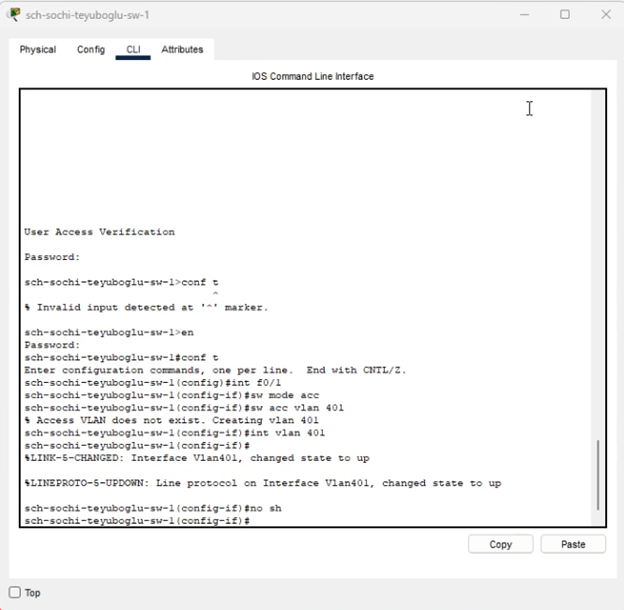 sch-sochi-teyuboglu-sw-1
Physical Config CLI Attributes
IOS Command Line Interface
User Access Verification
Password:
sch-sochi-teyuboglu-sw-1>conf t
^
% Invalid input detected at '^' marker.
sch-sochi-teyuboglu-sw-1>en
Password:
sch-sochi-teyuboglu-sw-1#conf t
Enter configuration commands, one per line.  End with CNTL/Z.
sch-sochi-teyuboglu-sw-1(config)#int f0/1
sch-sochi-teyuboglu-sw-1(config-if)#sw mode acc
sch-sochi-teyuboglu-sw-1(config-if)#sw acc vlan 401
% Access VLAN does not exist. Creating vlan 401
sch-sochi-teyuboglu-sw-1(config-if)#int vlan 401
sch-sochi-teyuboglu-sw-1(config-if)#
%LINK-5-CHANGED: Interface Vlan401, changed state to up
%LINEPROTO-5-UPDOWN: Line protocol on Interface Vlan401, changed state to up
sch-sochi-teyuboglu-sw-1(config-if)#no sh
sch-sochi-teyuboglu-sw-1(config-if)#
Copy Paste
Top